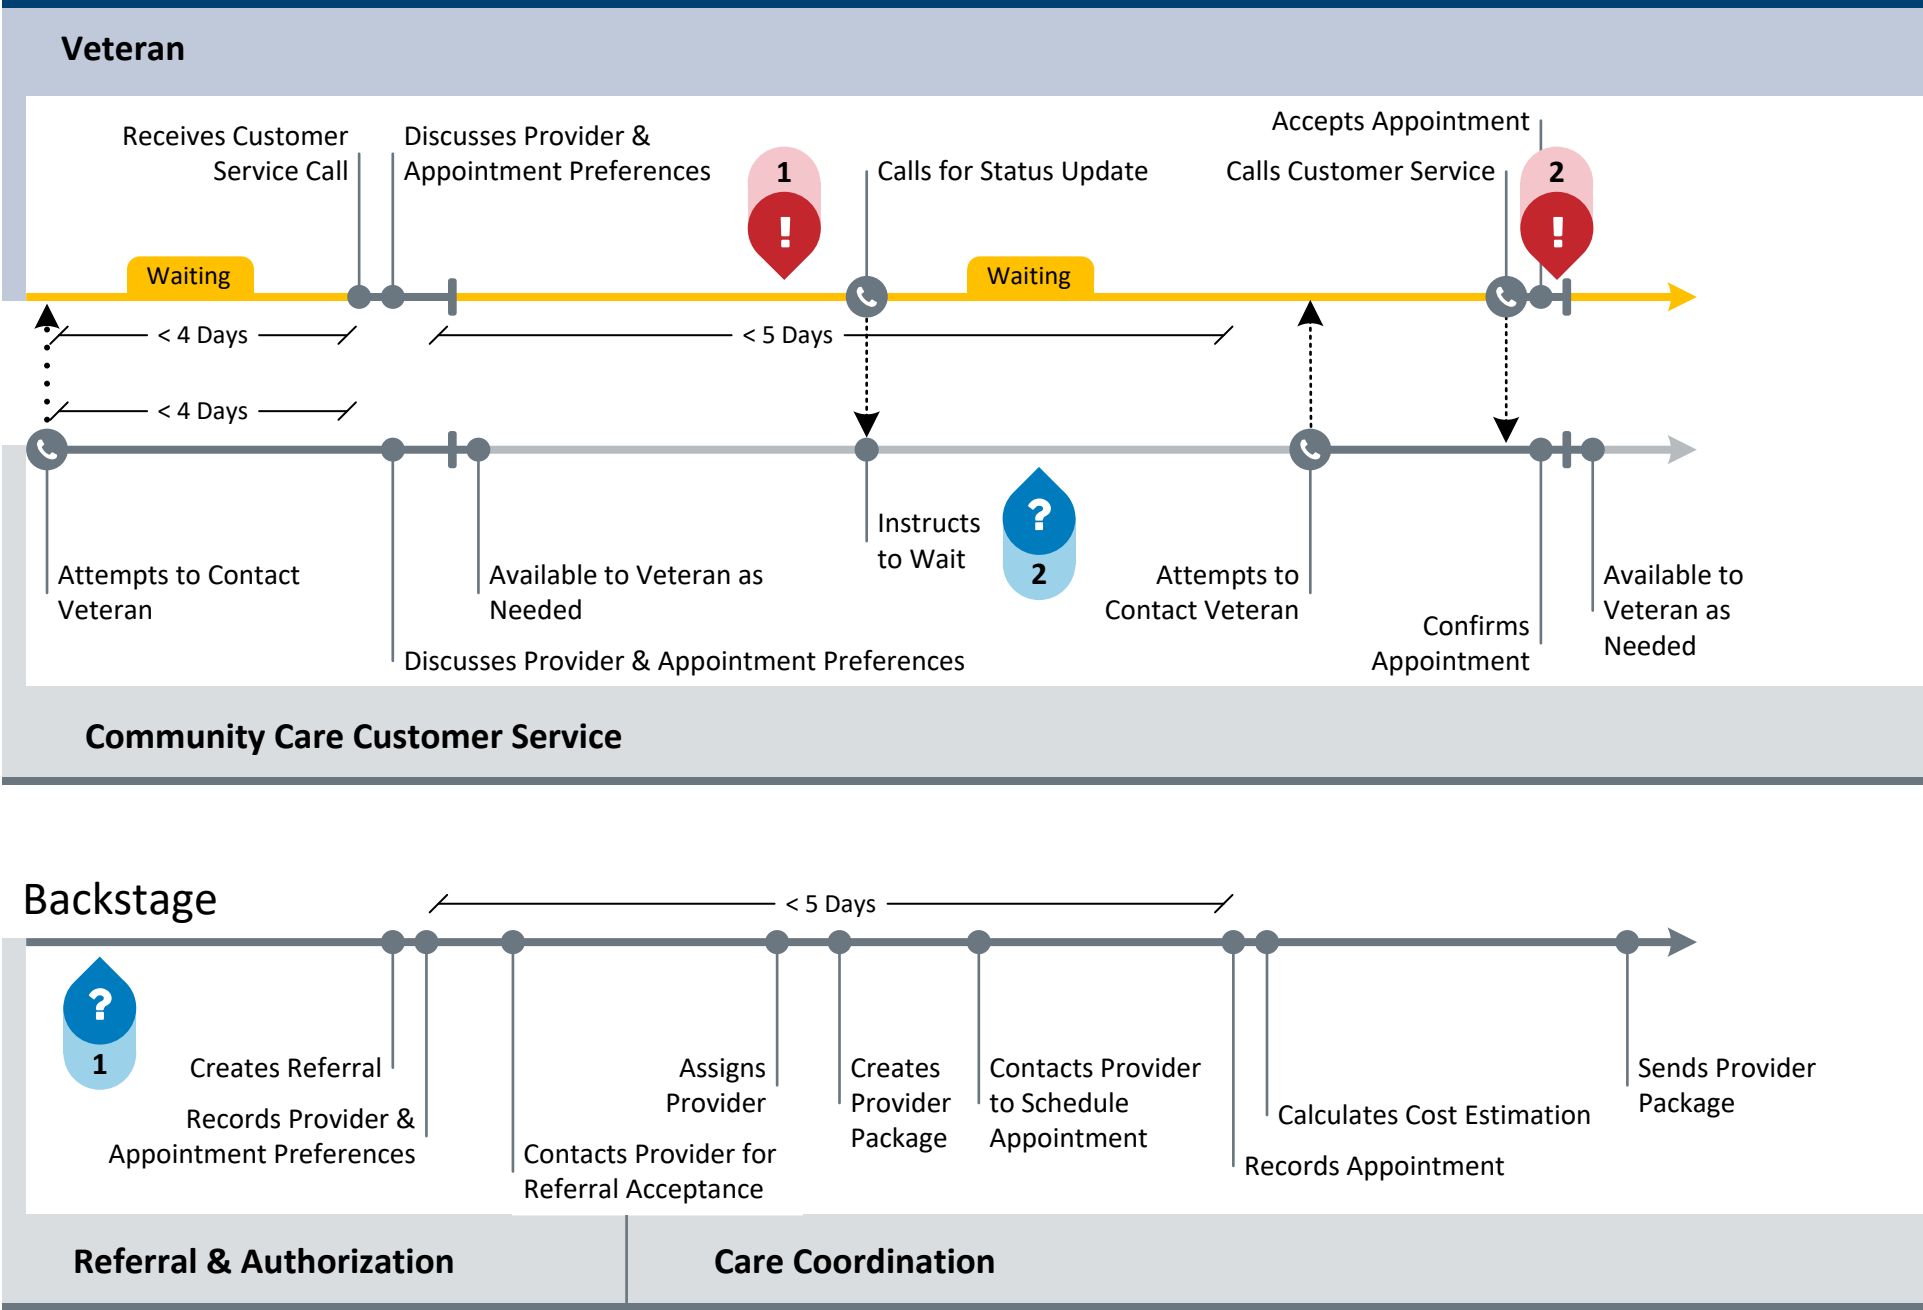 Veteran
Receives Customer
Service Call
Discusses Provider &
Appointment Preferences
1
!
Calls for Status Update
Accepts Appointment
Calls Customer Service
2
!
Waiting
Waiting
< 4 Days
< 5 Days
< 4 Days
Attempts to Contact
Veteran
Discusses Provider & Appointment Preferences
Available to Veteran as
Needed
Instructs
to Wait
?
2
Attempts to
Contact Veteran
Confirms
Appointment
Available to
Veteran as
Needed
Community Care Customer Service
Backstage
< 5 Days
?
1
Creates Referral
Records Provider &
Appointment Preferences
Contacts Provider for
Referral Acceptance
Assigns
Provider
Creates
Provider
Package
Contacts Provider
to Schedule
Appointment
Calculates Cost Estimation
Records Appointment
Sends Provider
Package
Referral & Authorization
Care Coordination